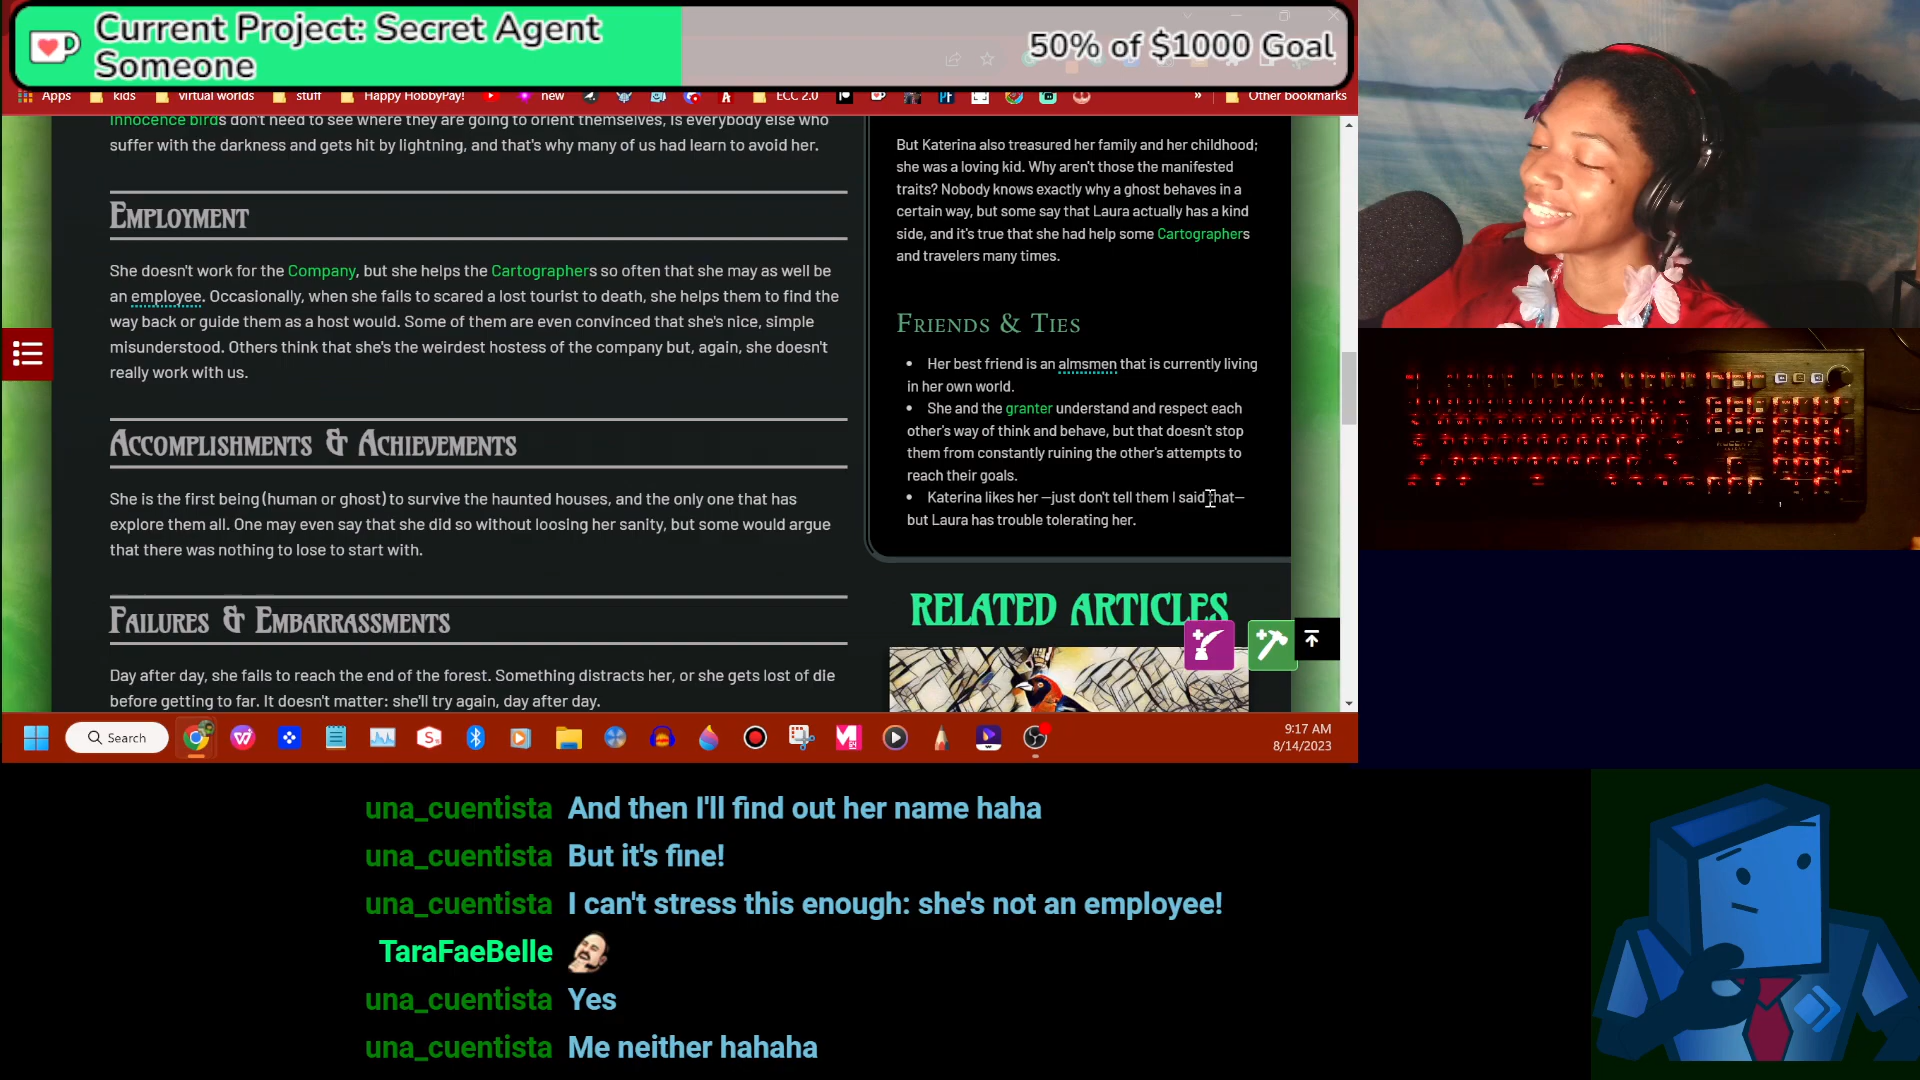 Current Project: Secret Agent
Someone
50% of $1000 Goal
Apps
kids
virtual worlds
stuff
Happy HobbyPay!
new
ECC 2.0
»
Other bookmarks
Innocence birds don't need to see where they are going to orient themselves, Is everybody else who
suffer with the darkness and gets hit by lightning, and that's why many of us had learn to avoid her.
Employment
She doesn't work for the Company, but she helps the Cartographers so often that she may as well be
an employee. Occasionally, when she fails to scared a lost tourist to death, she helps them to find the
way back or guide them as a host would. Some of them are even convinced that she's nice, simple
misunderstood. Others think that she's the weirdest hostess of the company but, again, she doesn't
really work with us.
Accomplishments & Achievements
She is the first being (human or ghost) to survive the haunted houses, and the only one that has
explore them all. One may even say that she did so without loosing her sanity, but some would argue
that there was nothing to lose to start with.
Failures & Embarrassments
Day after day, she fails to reach the end of the forest. Something distracts her, or she gets lost of die
before getting to far. It doesn't matter: she'll try again, day after day.
But Katerina also treasured her family and her childhood;
she was a loving kid. Why aren't those the manifested
traits? Nobody knows exactly why a ghost behaves in a
certain way, but some say that Laura actually has a kind
side, and it's true that she had help some Cartographers
and travelers many times.
Friends & Ties
• Her best friend is an almsmen that is currently living
in her own world.
• She and the granter understand and respect each
other's way of think and behave, but that doesn't stop
them from constantly ruining the other's attempts to
reach their goals.
• Katerina likes her —just don't tell them I said that—
but Laura has trouble tolerating her.
RELATED ARTICLES
Search
9:17 AM
8/14/2023
una_cuentista And then I'll find out her name haha
una_cuentista But it's fine!
una_cuentista I can't stress this enough: she's not an employee!
TaraFaeBelle
una_cuentista Yes
una_cuentista Me neither hahaha